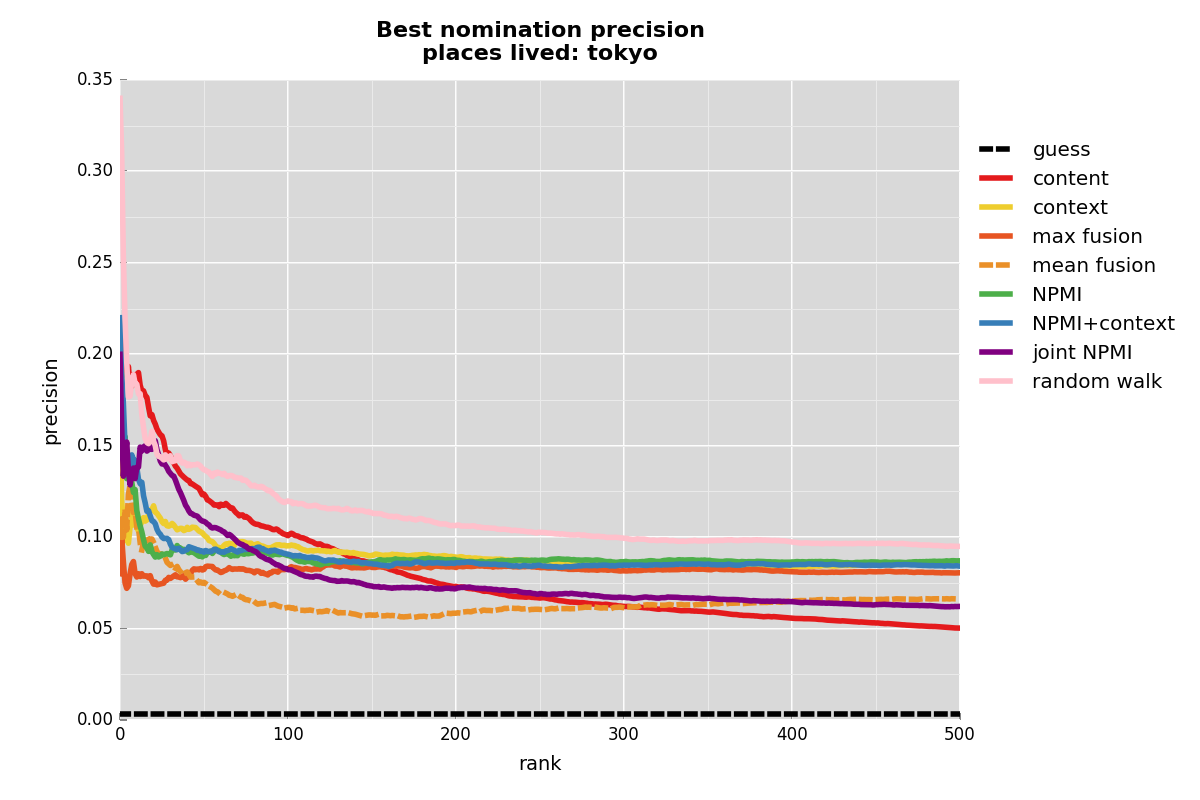 Best nomination precision
places lived: tokyo
0.35
0.30
0.25
0.20
0.15
0.10
0.05
0.00
precision
0 100 200 300 400 500
rank
guess
content
context
max fusion
mean fusion
NPMI
NPMI+context
joint NPMI
random walk